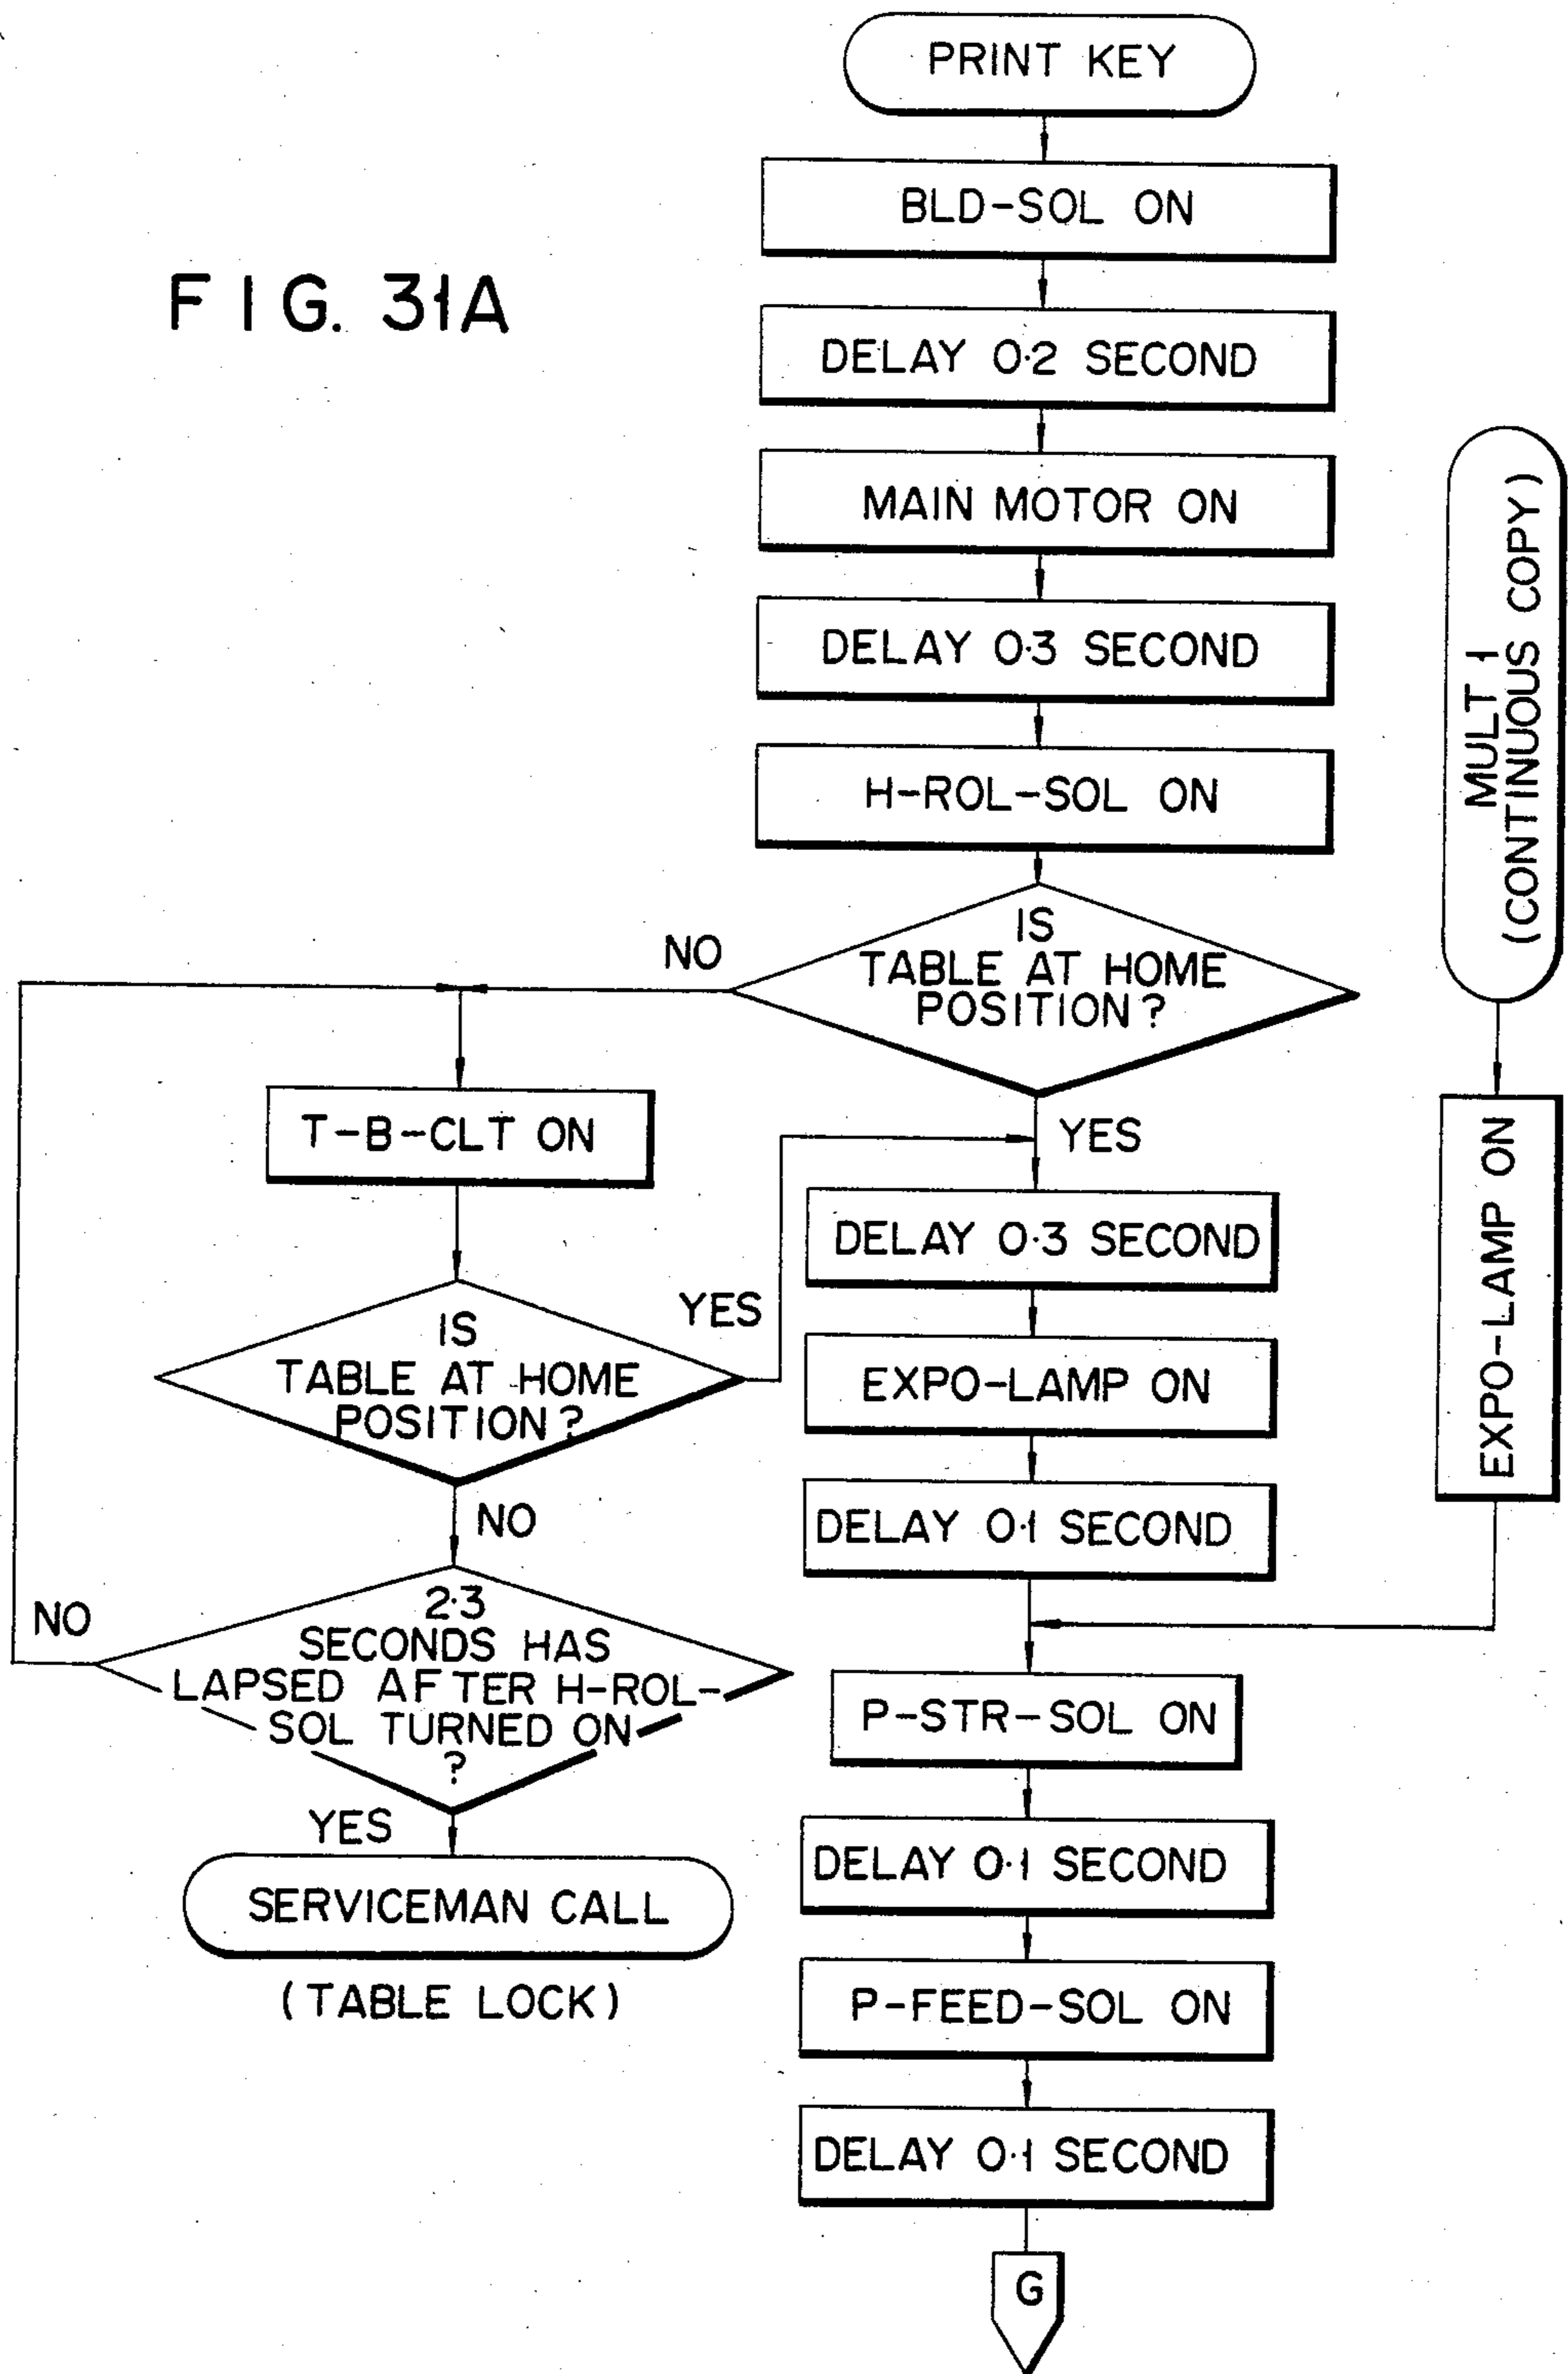 PRINT KEY
BLD-SOL ON
FIG. 31A
DELAY 0.2 SECOND
MAIN MOTOR ON
DELAY 0.3 SECOND
H-ROL-SOL ON
MULT 1
(CONTINUOUS COPY)
IS
TABLE AT HOME
POSITION?
NO
YES
T-B-CLT ON
DELAY 0.3 SECOND
EXPO-LAMP ON
IS
TABLE AT HOME
POSITION?
YES
EXPO-LAMP ON
NO
DELAY 0.1 SECOND
2.3
SECONDS HAS
LAPSED AFTER H-ROL-
SOL TURNED ON
?
NO
YES
P-STR-SOL ON
DELAY 0.1 SECOND
SERVICEMAN CALL
(TABLE LOCK)
P-FEED-SOL ON
DELAY 0.1 SECOND
G